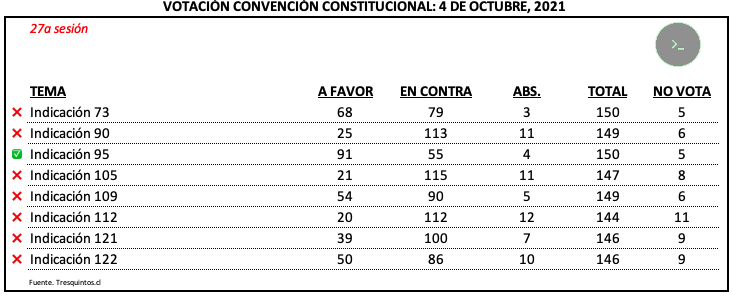 VOTACIÓN CONVENCIÓN CONSTITUCIONAL: 4 DE OCTUBRE, 2021
27a sesión
>_
TEMA A FAVOR EN CONTRA ABS. TOTAL NO VOTA
❌ Indicación 73 68 79 3 150 5
❌ Indicación 90 25 113 11 149 6
✅ Indicación 95 91 55 4 150 5
❌ Indicación 105 21 115 11 147 8
❌ Indicación 109 54 90 5 149 6
❌ Indicación 112 20 112 12 144 11
❌ Indicación 121 39 100 7 146 9
❌ Indicación 122 50 86 10 146 9
Fuente. Tresquintos.cl